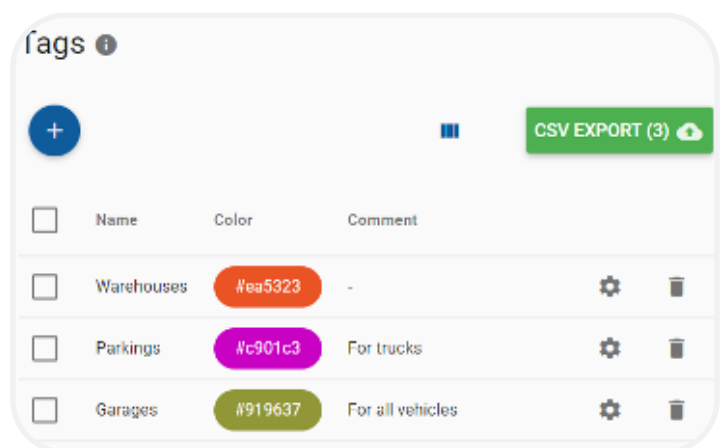 Tags
CSV EXPORT (3)
Name Color Comment
Warehouses #ea5323 -
Parkings #c901c3 For trucks
Garages #919637 For all vehicles